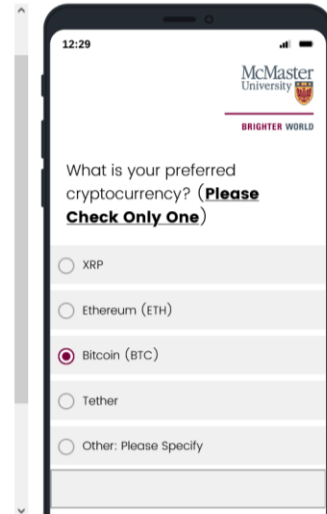 12:29
McMaster
University
BRIGHTER WORLD
What is your preferred
cryptocurrency? (Please
Check Only One)
XRP
Ethereum (ETH)
Bitcoin (BTC)
Tether
Other: Please Specify